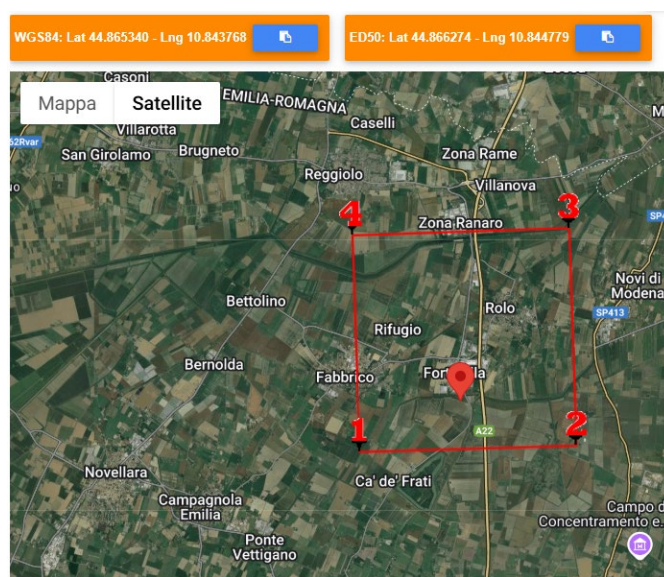 WGS84: Lat 44.865340 - Lng 10.843768
ED50: Lat 44.866274 - Lng 10.844779
Casoni
Mappa
Satellite
EMILIA-ROMAGNA
Villarotta
Caselli
62Rvar
San Girolamo
Brugneto
Zona Rame
Reggiolo
Villanova
4
3
Zona Ranaro
SP4
Novi di
Modena
Bettolino
Rolo
SP413
Rifugio
Bernolda
Fabbrico
1
2
A22
Novellara
Ca' de' Frati
Campagnola
Emilia
Campo d
Concentramento e...
Ponte
Vettigano